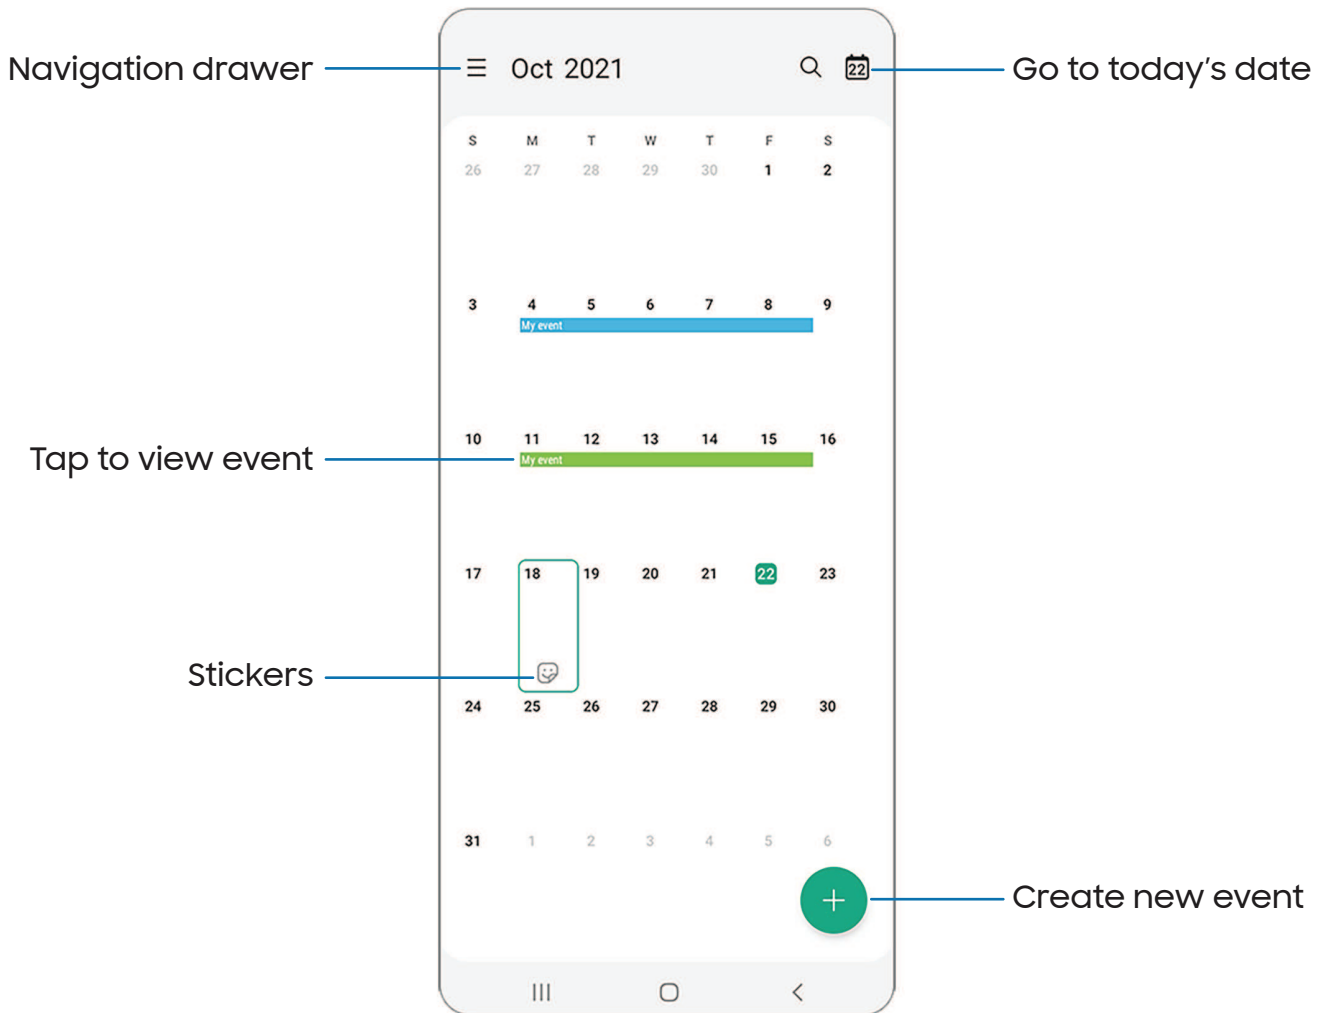 Navigation drawer
Oct 2021
22
Go to today's date
S M T W T F S
26 27 28 29 30 1 2
3 4 5 6 7 8 9
My event
10 11 12 13 14 15 16
Tap to view event
My event
17 18 19 20 21 22 23
Stickers
24 25 26 27 28 29 30
31 1 2 3 4 5 6
Create new event